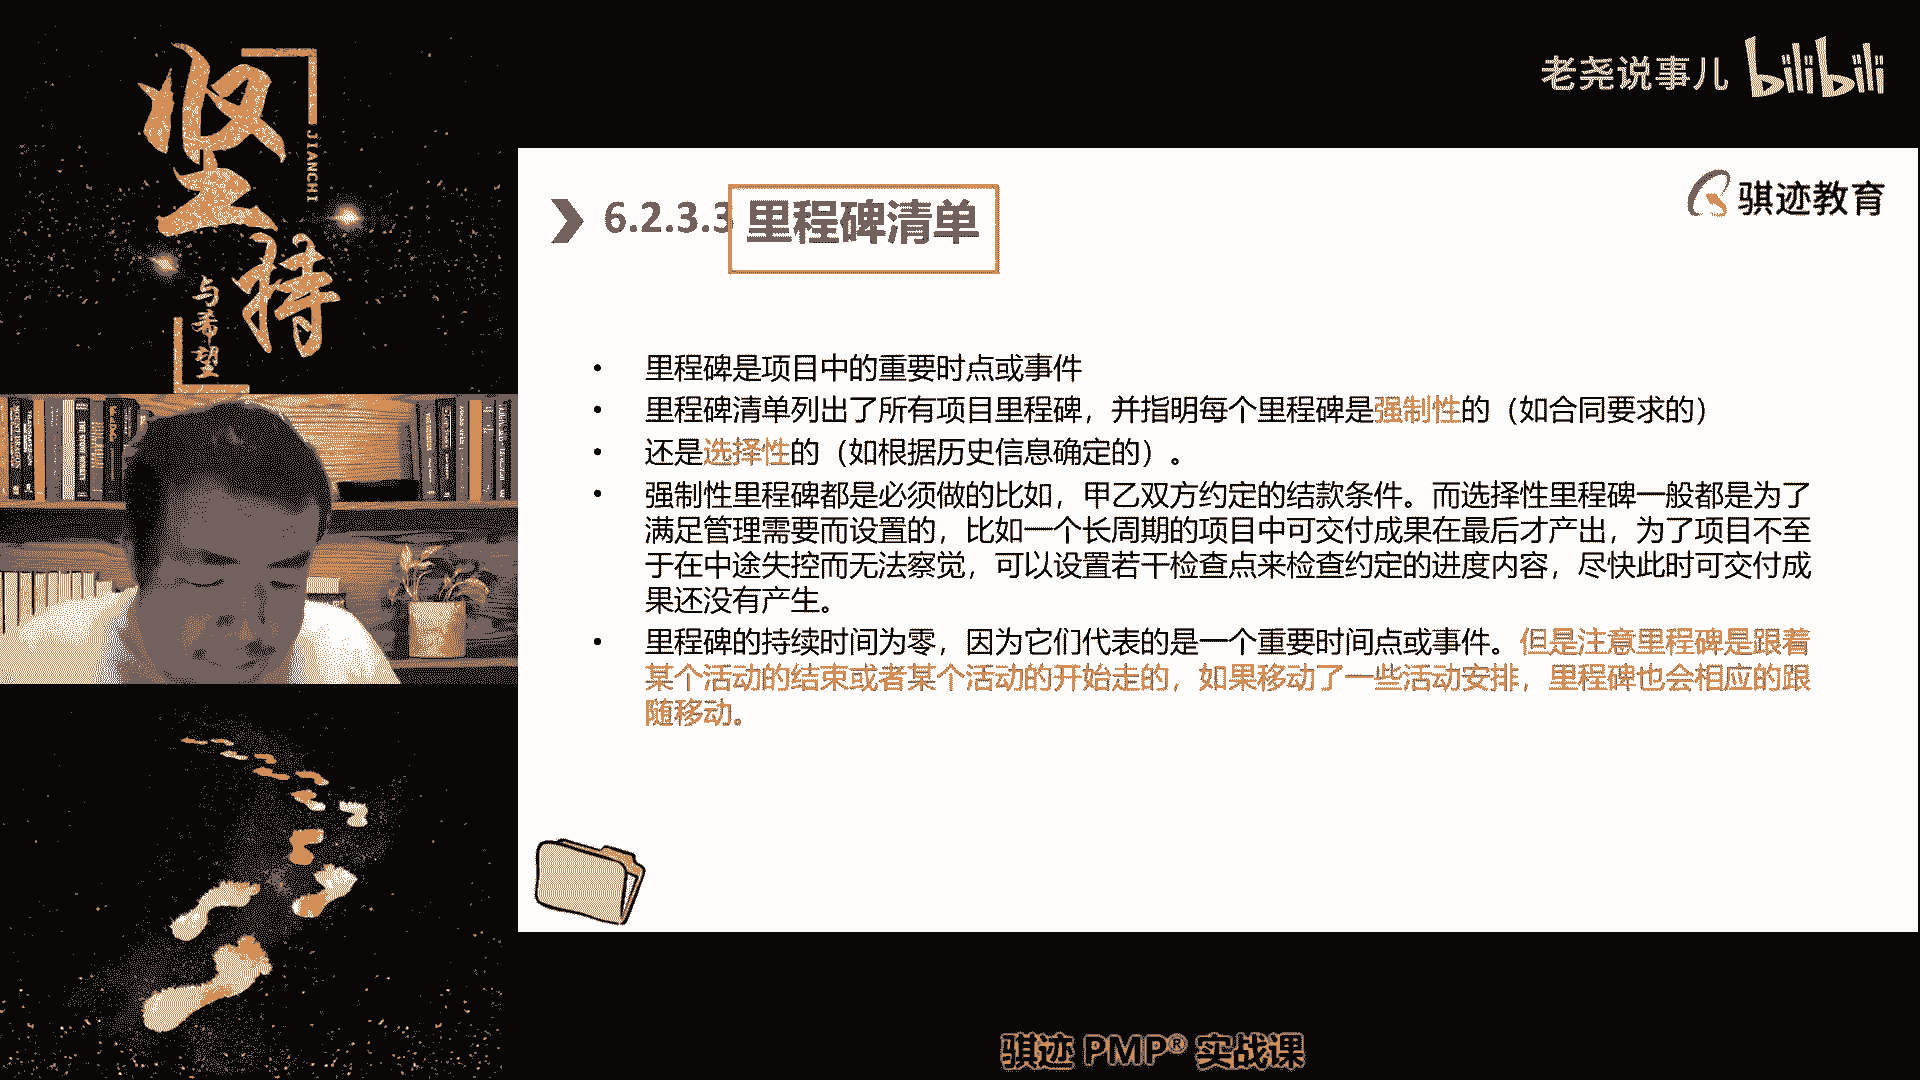 坚持
JIANCHI
与希望
老尧说事儿 bilibili
骐迹教育
6.2.3.3 里程碑清单
• 里程碑是项目中的重要时点或事件
• 里程碑清单列出了所有项目里程碑，并指明每个里程碑是强制性的（如合同要求的）
• 还是选择性的（如根据历史信息确定的）。
• 强制性里程碑都是必须做的比如，甲乙双方约定的结款条件。而选择性里程碑一般都是为了
满足管理需要而设置的，比如一个长周期的项目中可交付成果在最后才产出，为了项目不至
于在中途失控而无法察觉，可以设置若干检查点来检查约定的进度内容，尽快此时可交付成
果还没有产生。
• 里程碑的持续时间为零，因为它们代表的是一个重要时间点或事件。但是注意里程碑是跟着
某个活动的结束或者某个活动的开始走的，如果移动了一些活动安排，里程碑也会相应的跟
随移动。
骐迹 PMP® 实战课